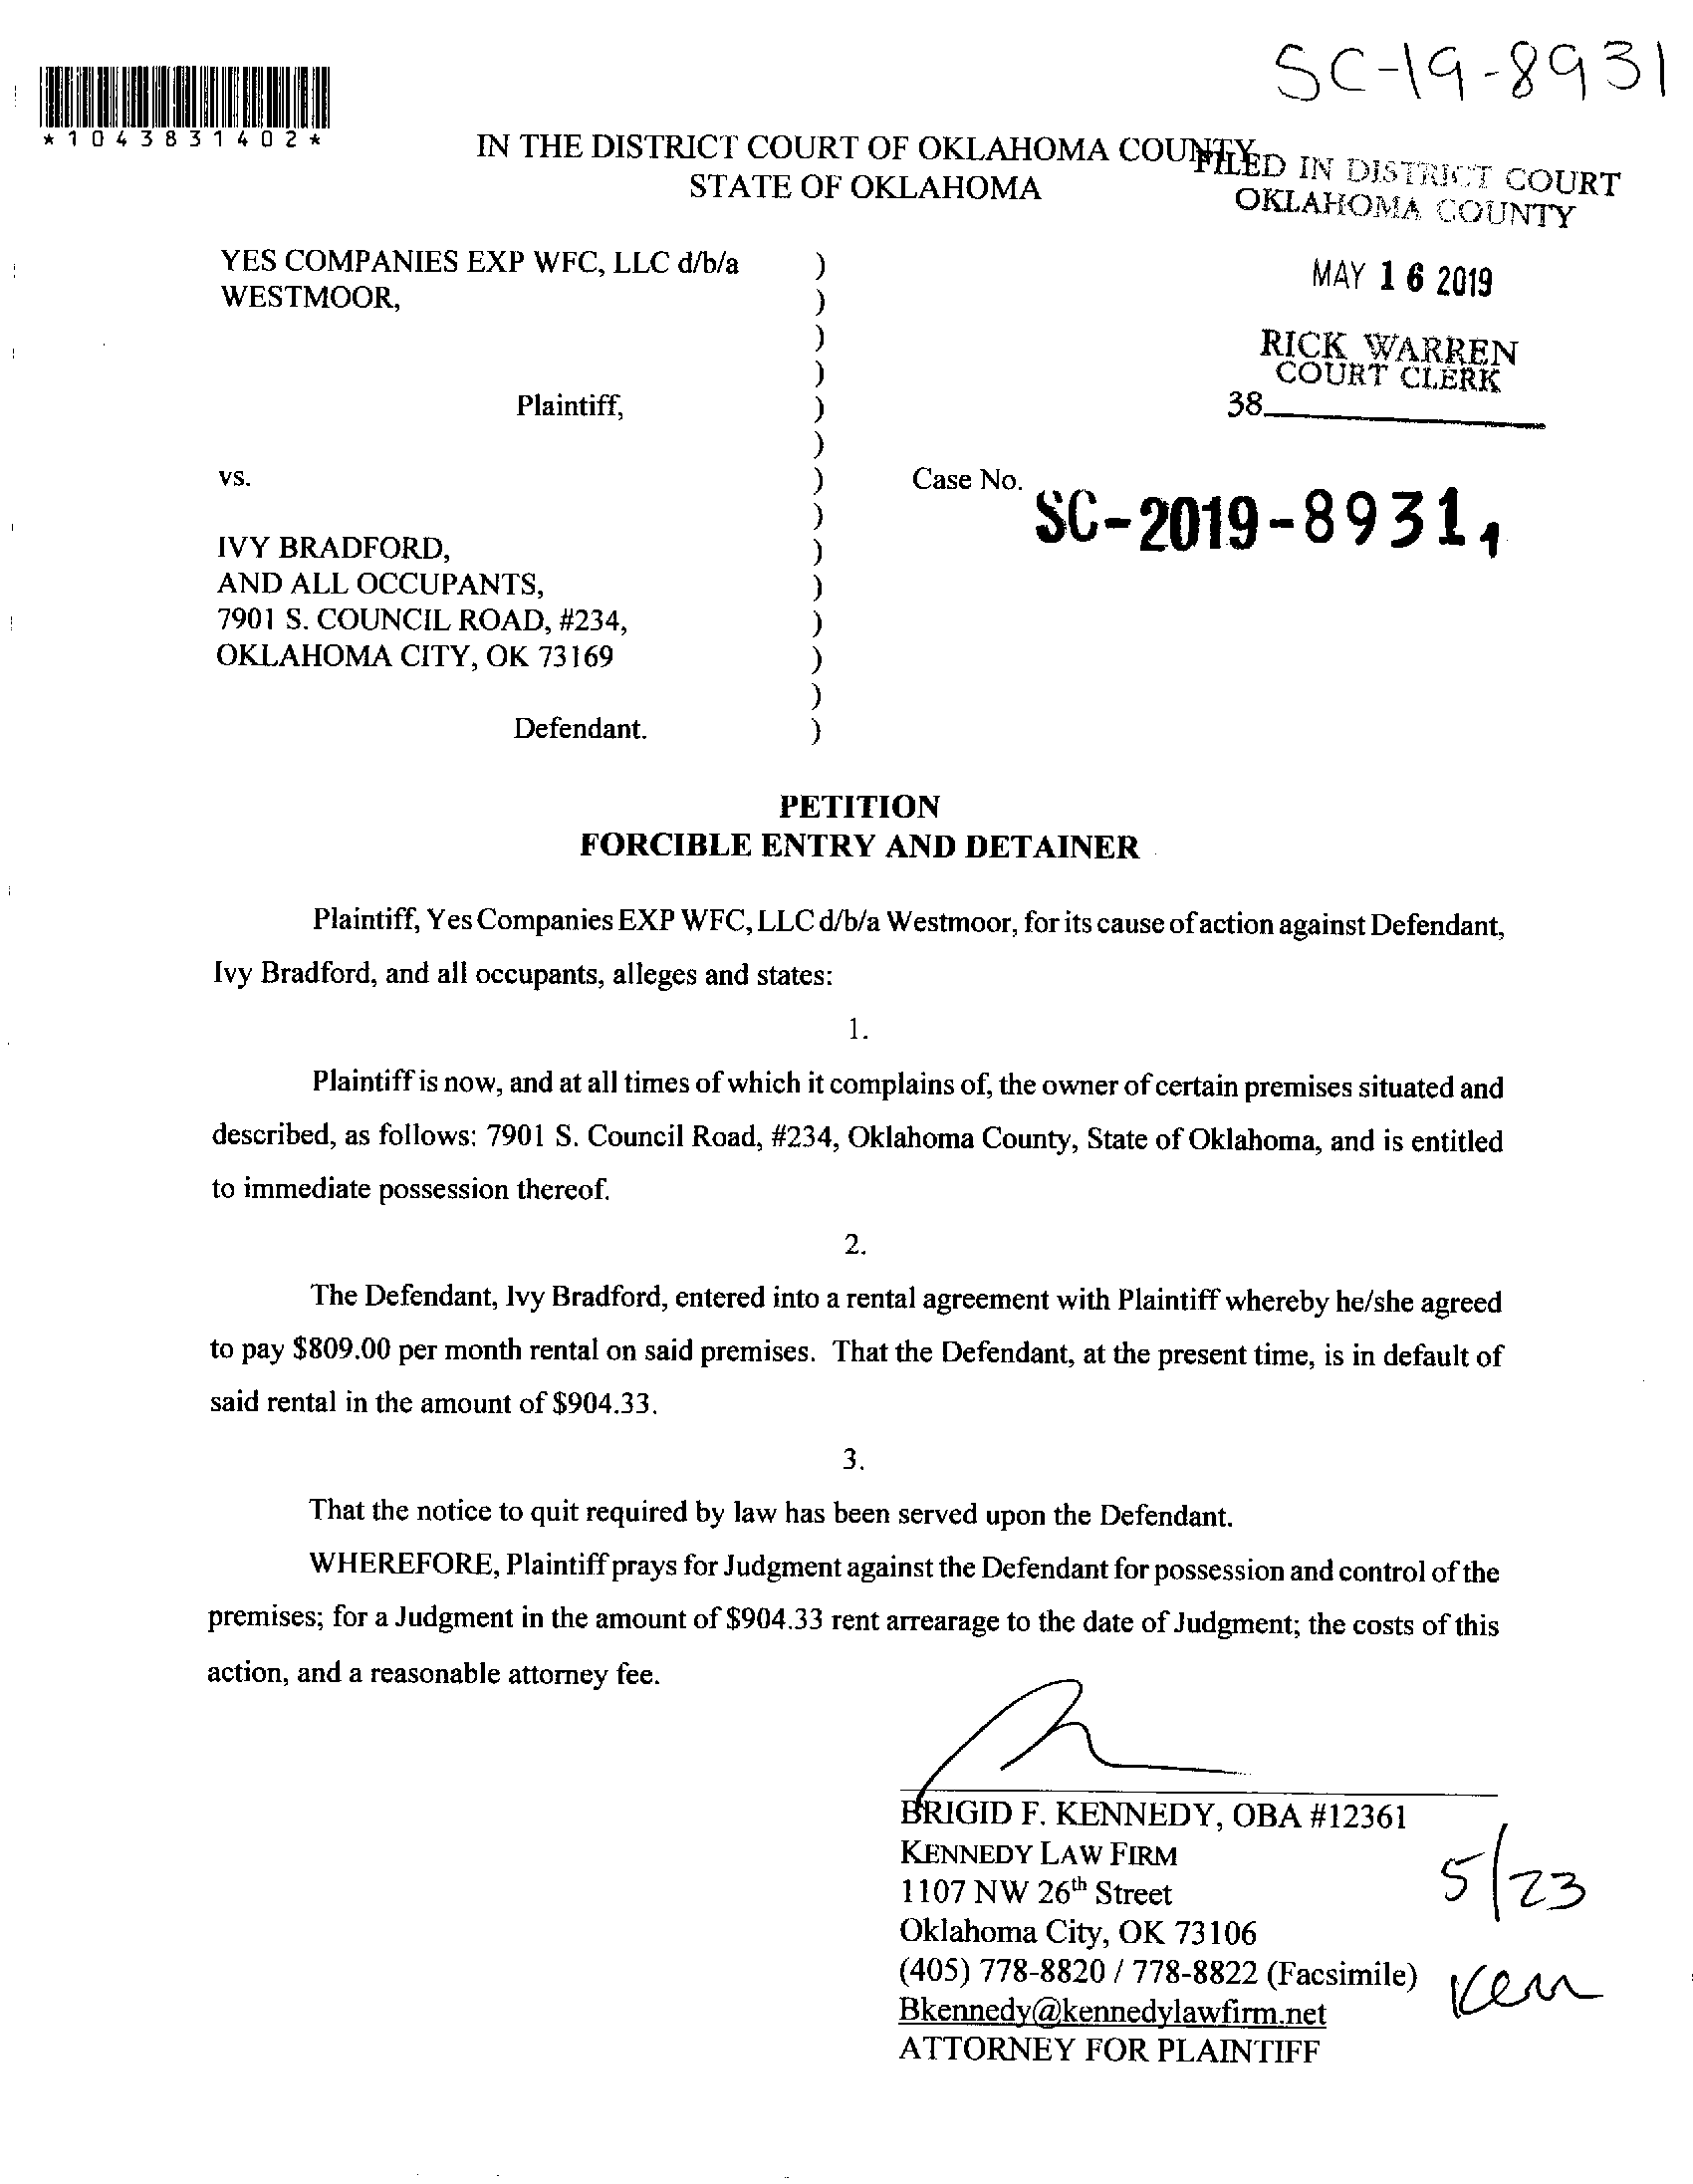 SC-19-8931
*1043831402*
IN THE DISTRICT COURT OF OKLAHOMA COUNTY
STATE OF OKLAHOMA
FILED IN DISTRICT COURT
OKLAHOMA COUNTY
MAY 16 2019
RICK WARREN
COURT CLERK
38
YES COMPANIES EXP WFC, LLC d/b/a )
WESTMOOR, )
)
)
Plaintiff, )
)
vs. ) Case No. SC-2019-89311
)
IVY BRADFORD, )
AND ALL OCCUPANTS, )
7901 S. COUNCIL ROAD, #234, )
OKLAHOMA CITY, OK 73169 )
)
Defendant. )
PETITION
FORCIBLE ENTRY AND DETAINER
Plaintiff, Yes Companies EXP WFC, LLC d/b/a Westmoor, for its cause of action against Defendant,
Ivy Bradford, and all occupants, alleges and states:
1.
Plaintiff is now, and at all times of which it complains of, the owner of certain premises situated and
described, as follows: 7901 S. Council Road, #234, Oklahoma County, State of Oklahoma, and is entitled
to immediate possession thereof.
2.
The Defendant, Ivy Bradford, entered into a rental agreement with Plaintiff whereby he/she agreed
to pay $809.00 per month rental on said premises. That the Defendant, at the present time, is in default of
said rental in the amount of $904.33.
3.
That the notice to quit required by law has been served upon the Defendant.
WHEREFORE, Plaintiff prays for Judgment against the Defendant for possession and control of the
premises; for a Judgment in the amount of $904.33 rent arrearage to the date of Judgment; the costs of this
action, and a reasonable attorney fee.
BRIGID F. KENNEDY, OBA #12361
KENNEDY LAW FIRM
1107 NW 26th Street
Oklahoma City, OK 73106
(405) 778-8820 / 778-8822 (Facsimile)
Bkennedy@kennedylawfirm.net
ATTORNEY FOR PLAINTIFF
5/23
Ken